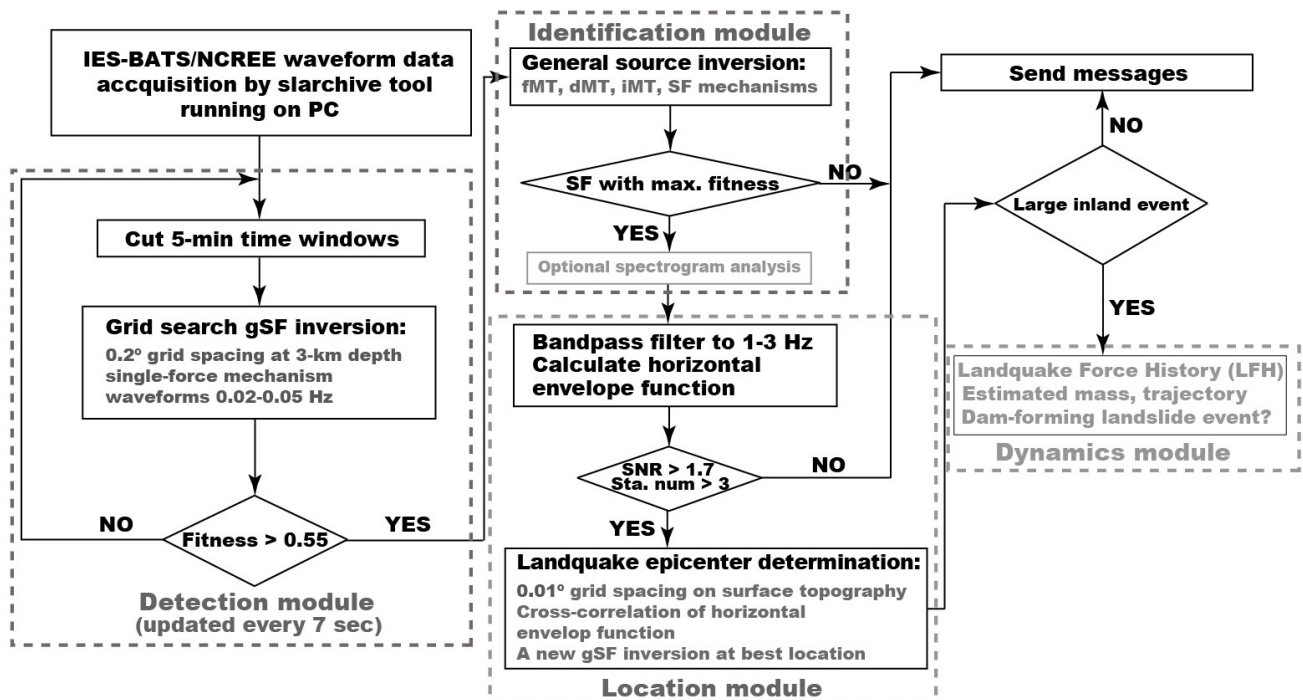 IES-BATS/NCREE waveform data
accquisition by slarchive tool
running on PC
Cut 5-min time windows
Grid search gSF inversion:
0.2º grid spacing at 3-km depth
single-force mechanism
waveforms 0.02-0.05 Hz
Fitness > 0.55
NO
YES
Detection module
(updated every 7 sec)
Identification module
General source inversion:
fMT, dMT, iMT, SF mechanisms
SF with max. fitness
NO
YES
Optional spectrogram analysis
Bandpass filter to 1-3 Hz
Calculate horizontal
envelope function
SNR > 1.7
Sta. num > 3
NO
YES
Landquake epicenter determination:
0.01º grid spacing on surface topography
Cross-correlation of horizontal
envelop function
A new gSF inversion at best location
Location module
Send messages
NO
Large inland event
YES
Landquake Force History (LFH)
Estimated mass, trajectory
Dam-forming landslide event?
Dynamics module